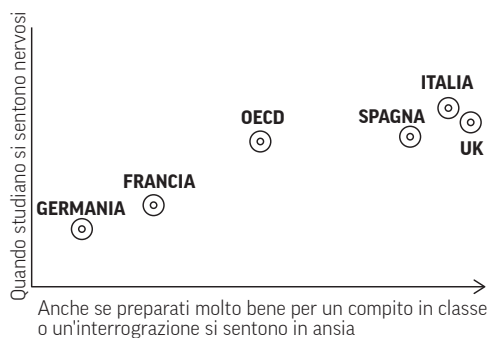 Quando studiano si sentono nervosi
ITALIA
OECD
SPAGNA
UK
FRANCIA
GERMANIA
Anche se preparati molto bene per un compito in classe
o un'interrograzione si sentono in ansia